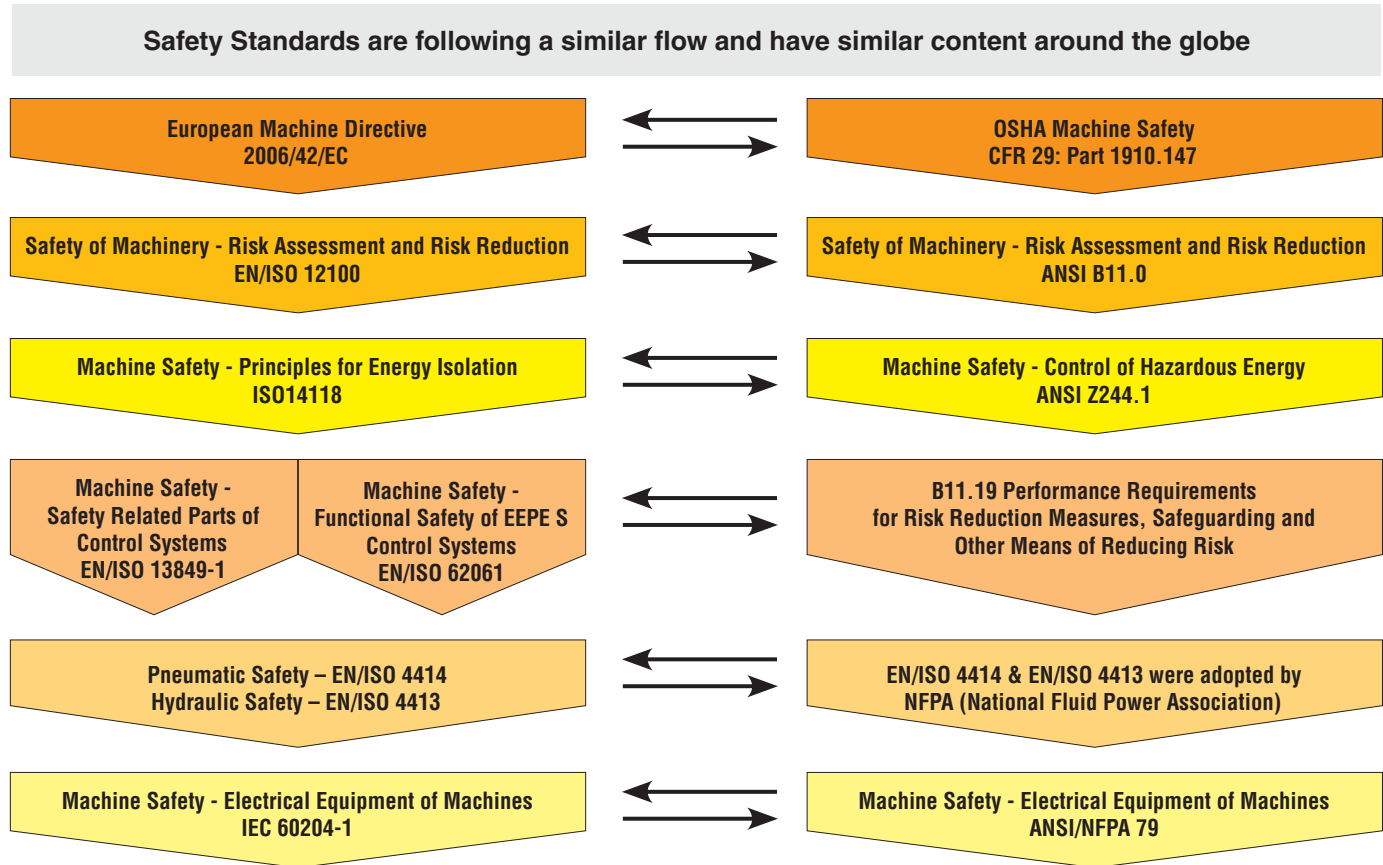 Safety Standards are following a similar flow and have similar content around the globe
European Machine Directive
2006/42/EC
OSHA Machine Safety
CFR 29: Part 1910.147
Safety of Machinery - Risk Assessment and Risk Reduction
EN/ISO 12100
Safety of Machinery - Risk Assessment and Risk Reduction
ANSI B11.0
Machine Safety - Principles for Energy Isolation
ISO14118
Machine Safety - Control of Hazardous Energy
ANSI Z244.1
Machine Safety -
Safety Related Parts of
Control Systems
EN/ISO 13849-1
Machine Safety -
Functional Safety of EEPE S
Control Systems
EN/ISO 62061
B11.19 Performance Requirements
for Risk Reduction Measures, Safeguarding and
Other Means of Reducing Risk
Pneumatic Safety – EN/ISO 4414
Hydraulic Safety – EN/ISO 4413
EN/ISO 4414 & EN/ISO 4413 were adopted by
NFPA (National Fluid Power Association)
Machine Safety - Electrical Equipment of Machines
IEC 60204-1
Machine Safety - Electrical Equipment of Machines
ANSI/NFPA 79